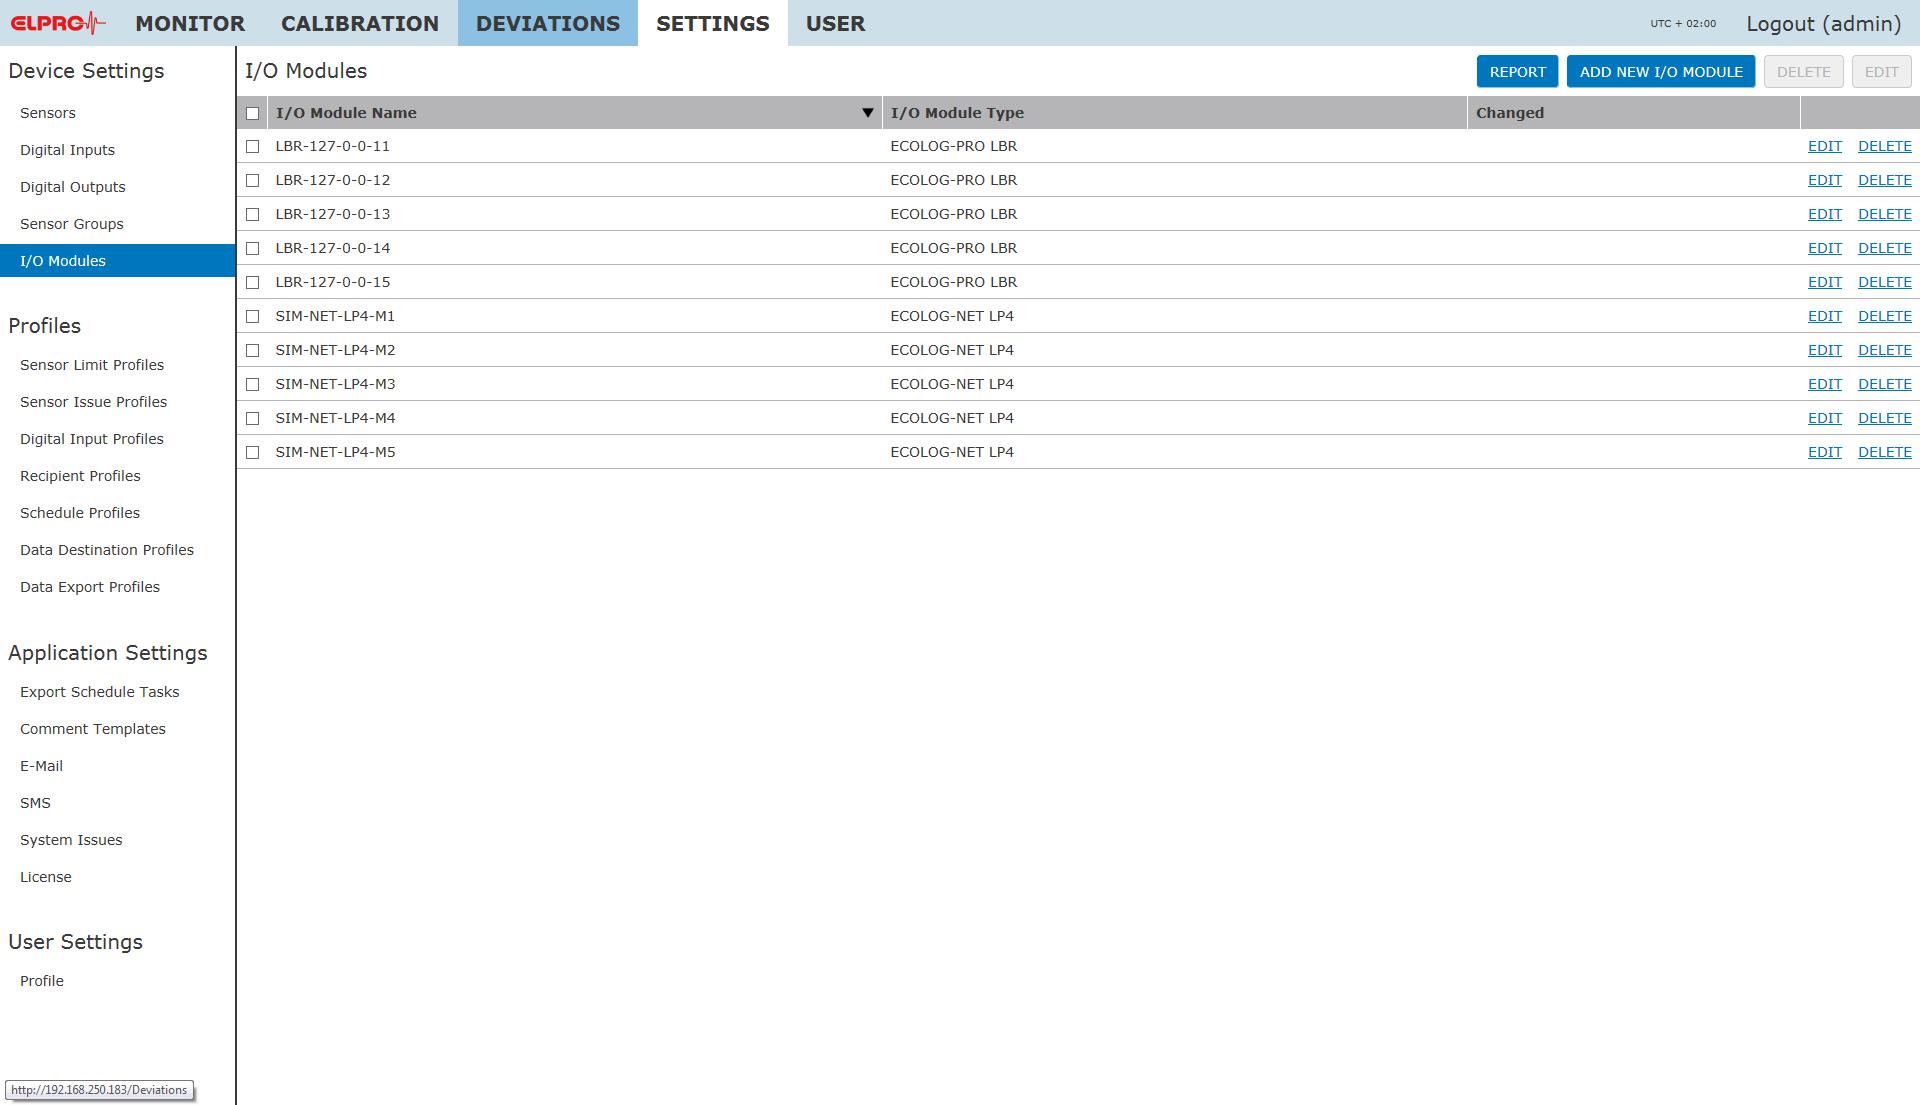 ELPRO MONITOR CALIBRATION DEVIATIONS SETTINGS USER UTC + 02:00 Logout (admin)
Device Settings
Sensors
Digital Inputs
Digital Outputs
Sensor Groups
I/O Modules
Profiles
Sensor Limit Profiles
Sensor Issue Profiles
Digital Input Profiles
Recipient Profiles
Schedule Profiles
Data Destination Profiles
Data Export Profiles
Application Settings
Export Schedule Tasks
Comment Templates
E-Mail
SMS
System Issues
License
User Settings
Profile
http://192.168.250.183/Deviations
I/O Modules REPORT ADD NEW I/O MODULE DELETE EDIT
I/O Module Name ▼ I/O Module Type Changed
LBR-127-0-0-11 ECOLOG-PRO LBR EDIT DELETE
LBR-127-0-0-12 ECOLOG-PRO LBR EDIT DELETE
LBR-127-0-0-13 ECOLOG-PRO LBR EDIT DELETE
LBR-127-0-0-14 ECOLOG-PRO LBR EDIT DELETE
LBR-127-0-0-15 ECOLOG-PRO LBR EDIT DELETE
SIM-NET-LP4-M1 ECOLOG-NET LP4 EDIT DELETE
SIM-NET-LP4-M2 ECOLOG-NET LP4 EDIT DELETE
SIM-NET-LP4-M3 ECOLOG-NET LP4 EDIT DELETE
SIM-NET-LP4-M4 ECOLOG-NET LP4 EDIT DELETE
SIM-NET-LP4-M5 ECOLOG-NET LP4 EDIT DELETE